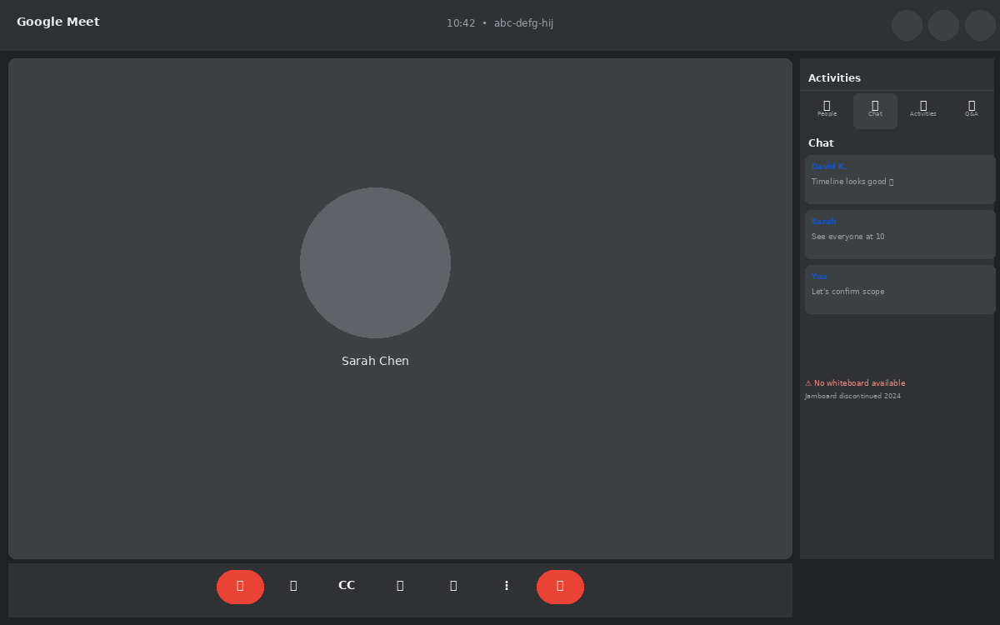 Google Meet
10:42 • abc-defg-hij
Activities
People
Chat
Activities
Q&A
Chat
David K.
Timeline looks good
Sarah
See everyone at 10
You
Let's confirm scope
⚠ No whiteboard available
Jamboard discontinued 2024
Sarah Chen
CC